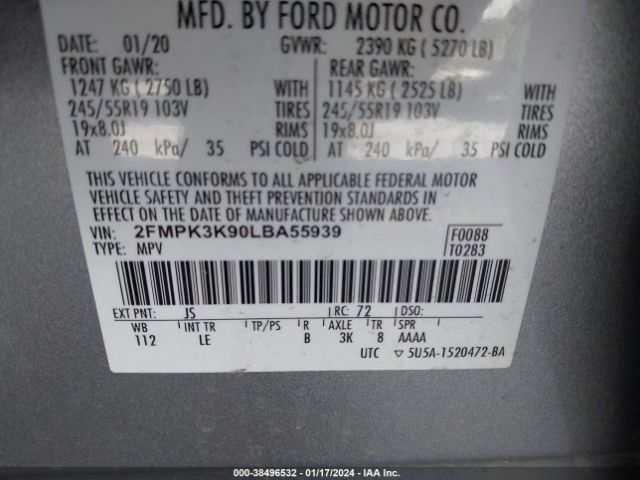 MFD. BY FORD MOTOR CO.
DATE: 01/20 GVWR: 2390 KG ( 5270 LB)
FRONT GAWR: REAR GAWR:
1247 KG ( 2750 LB) WITH 1145 KG ( 2525 LB) WITH
245/55R19 103V TIRES 245/55R19 103V TIRES
19x8.0J RIMS 19x8.0J RIMS
AT 240 kPa/ 35 PSI COLD AT 240 kPa/ 35 PSI COLD
THIS VEHICLE CONFORMS TO ALL APPLICABLE FEDERAL MOTOR
VEHICLE SAFETY AND THEFT PREVENTION STANDARDS IN
EFFECT ON THE DATE OF MANUFACTURE SHOWN ABOVE.
VIN: 2FMPK3K90LBA55939 F0088
TYPE: MPV T0283
EXT PNT: JS RC: 72 DSO:
WB INT TR TP/PS R AXLE TR SPR
112 LE B 3K 8 AAAA
UTC ▽ 5U5A-1520472-BA
000-38496532 - 01/17/2024 - IAA Inc.